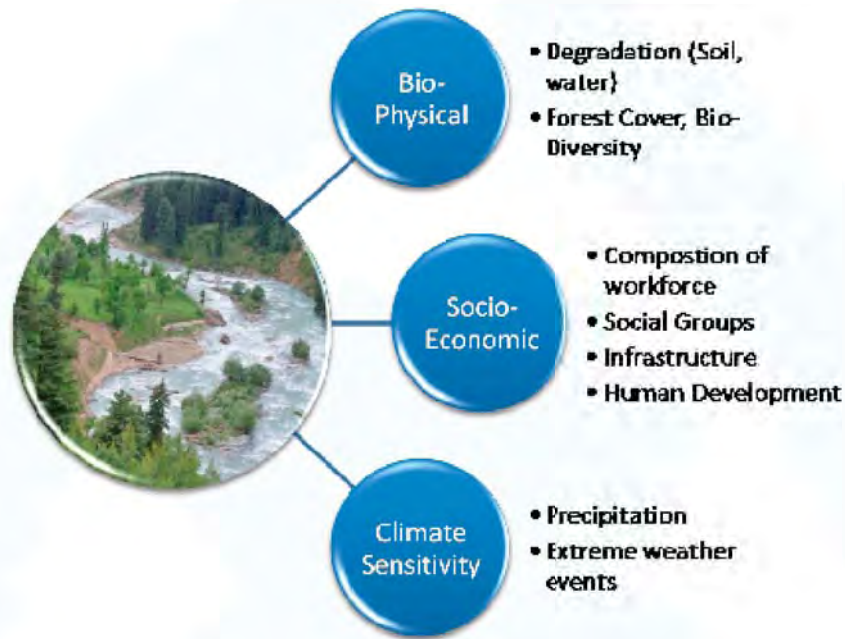 Bio-
Physical
• Degradation (Soil,
water)
• Forest Cover, Bio-
Diversity
Socio-
Economic
• Compostion of
workforce
• Social Groups
• Infrastructure
• Human Development
Climate
Sensitivity
• Precipitation
• Extreme weather
events